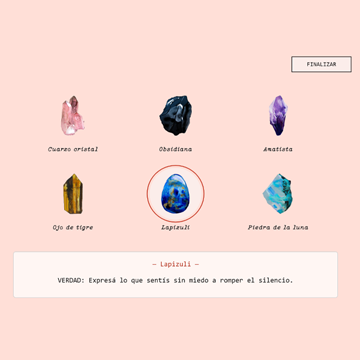 FINALIZAR
Cuarzo cristal
Obsidiana
Amatista
Ojo de tigre
Lapizuli
Piedra de la luna
— Lapizuli —
VERDAD: Expresá lo que sentís sin miedo a romper el silencio.